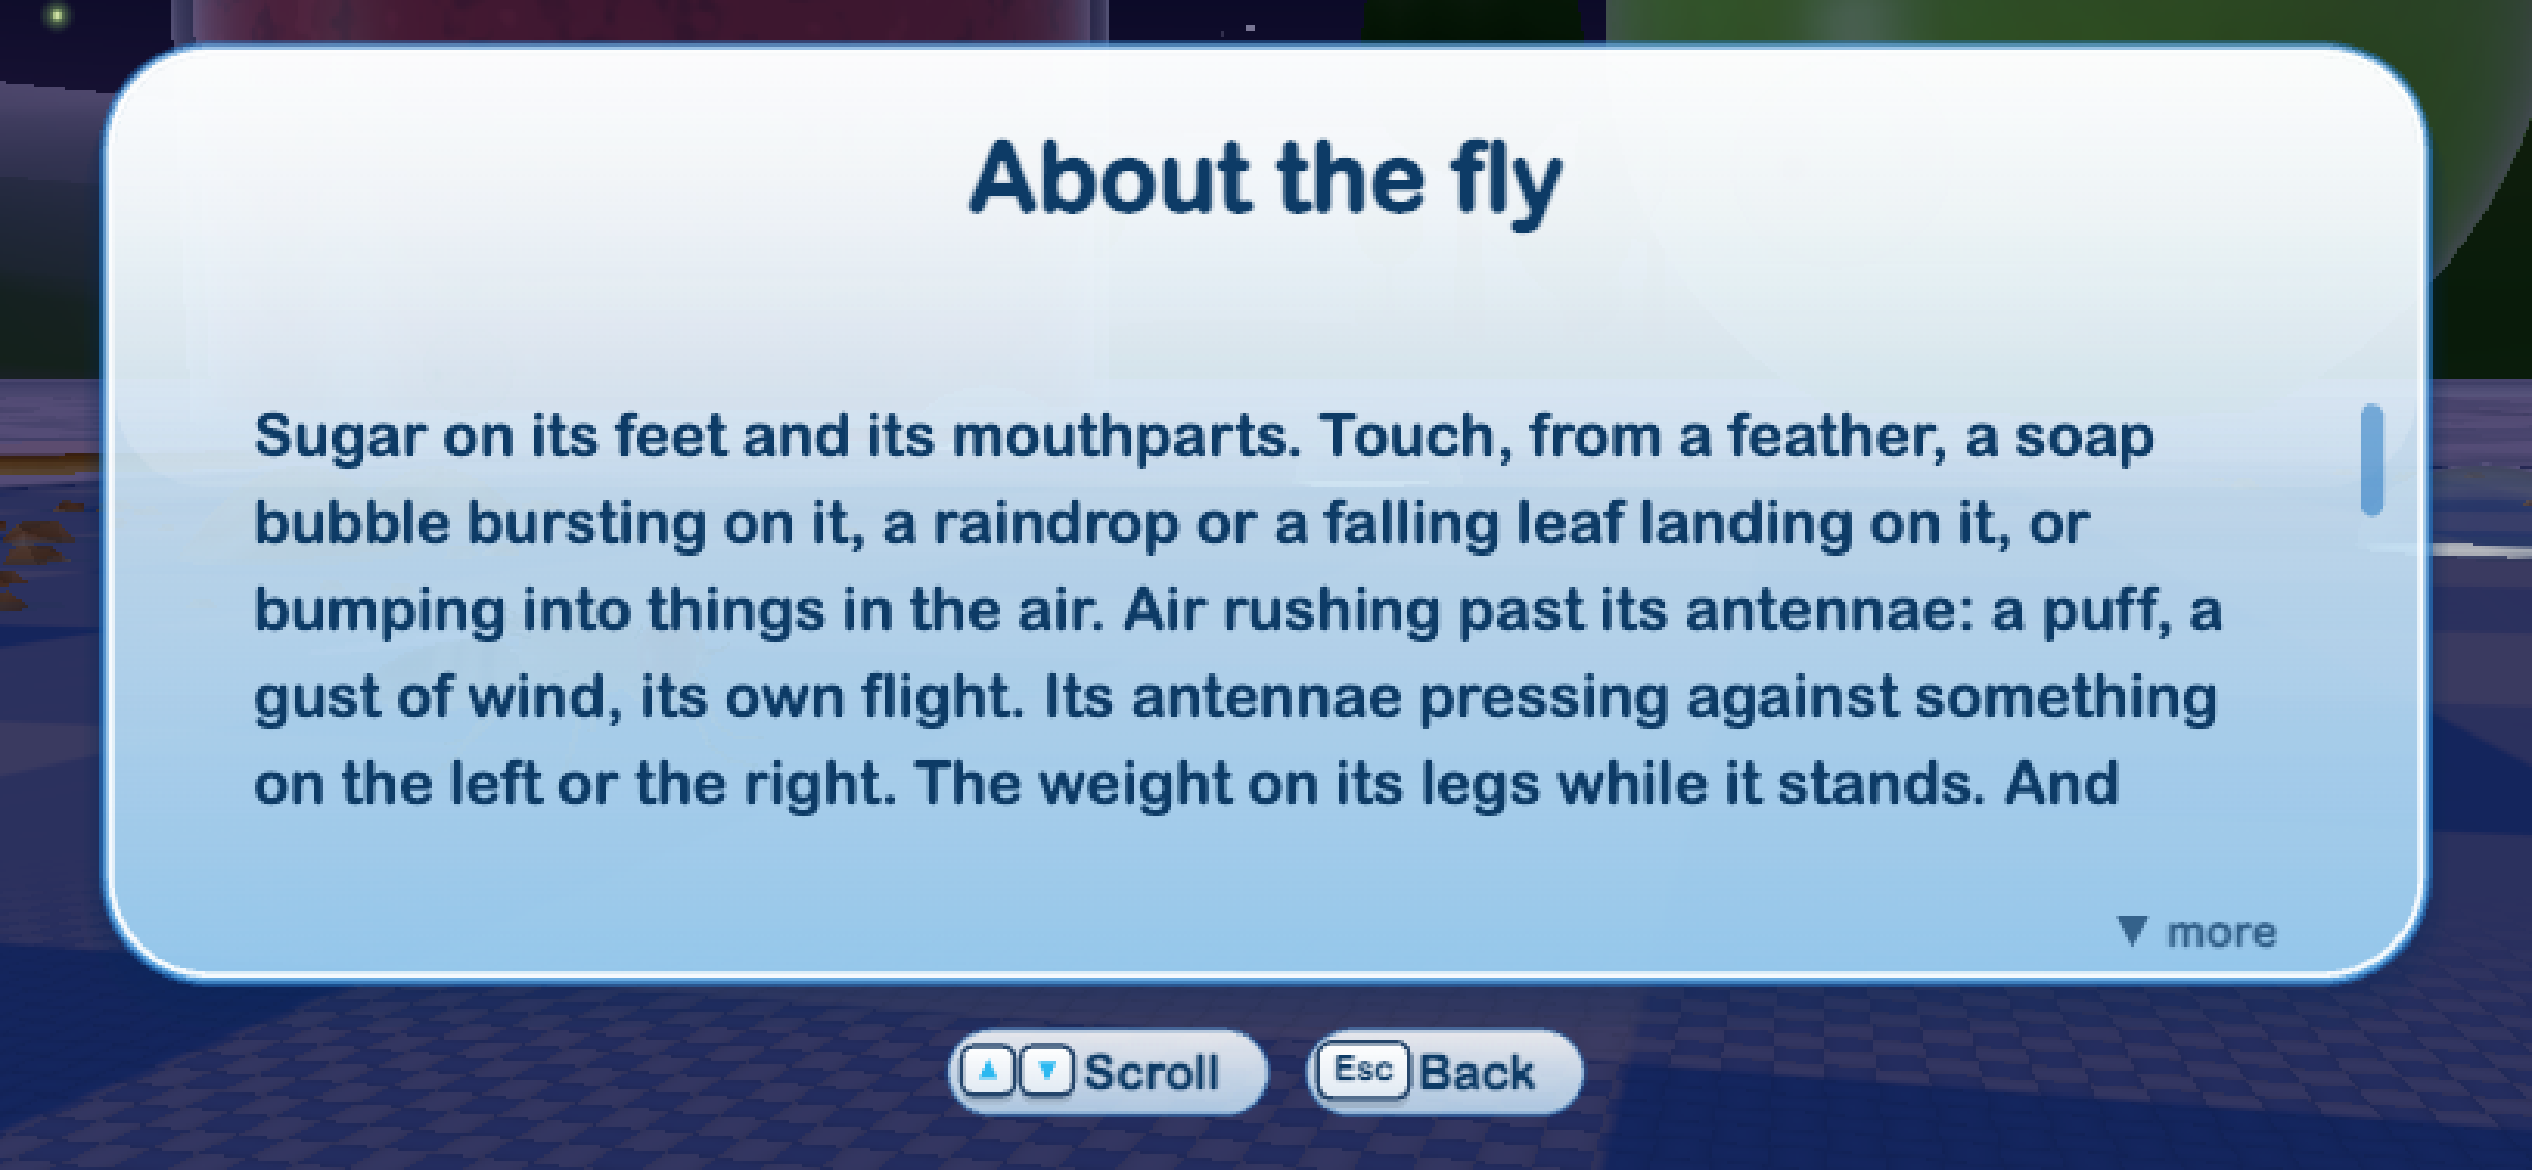 About the fly
Sugar on its feet and its mouthparts. Touch, from a feather, a soap
bubble bursting on it, a raindrop or a falling leaf landing on it, or
bumping into things in the air. Air rushing past its antennae: a puff, a
gust of wind, its own flight. Its antennae pressing against something
on the left or the right. The weight on its legs while it stands. And
▼ more
▲ ▼ Scroll
Esc Back